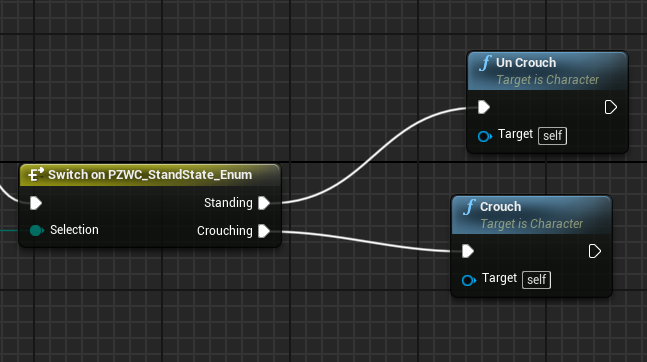 Un Crouch
Target is Character
Target self
Switch on PZWC_StandState_Enum
Standing
Selection
Crouching
Crouch
Target is Character
Target self